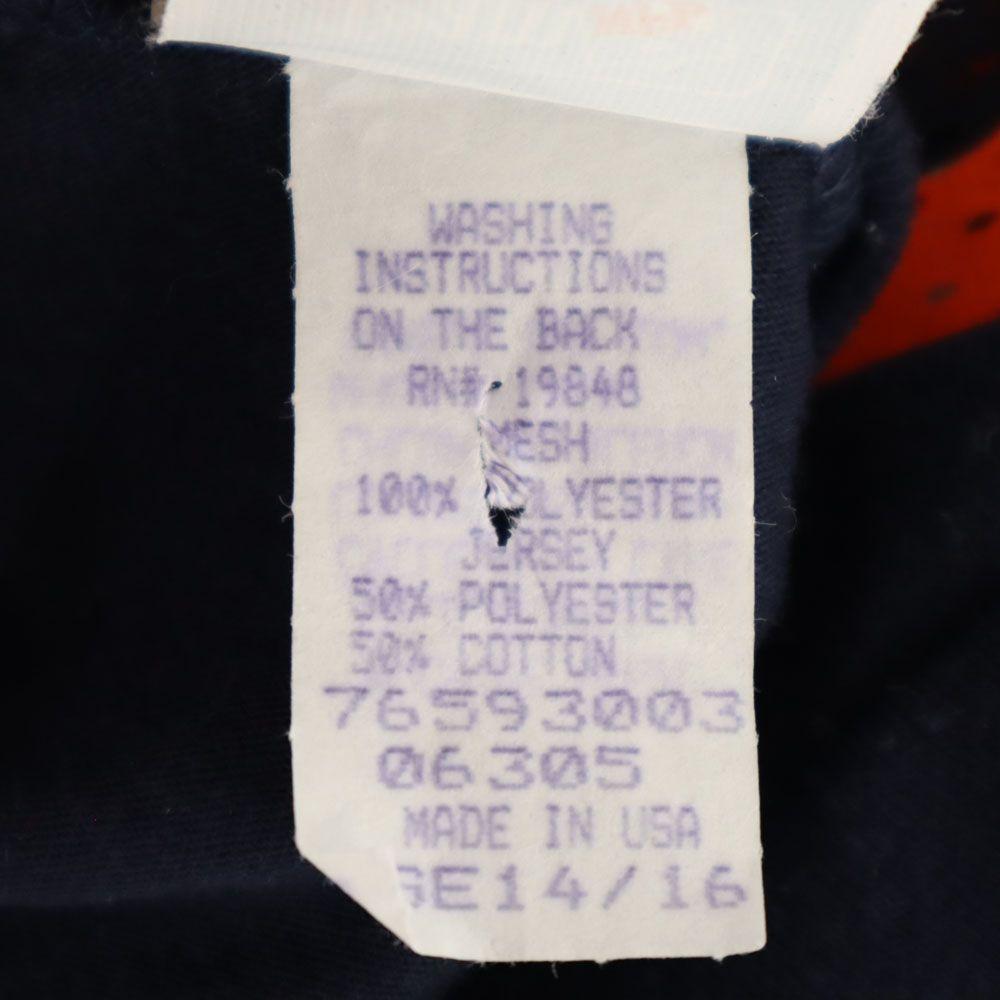 WASHING
INSTRUCTIONS
ON THE BACK
RN# 19848
MESH
100% POLYESTER
JERSEY
50% POLYESTER
50% COTTON
76593003
06305
MADE IN USA
GE14/16